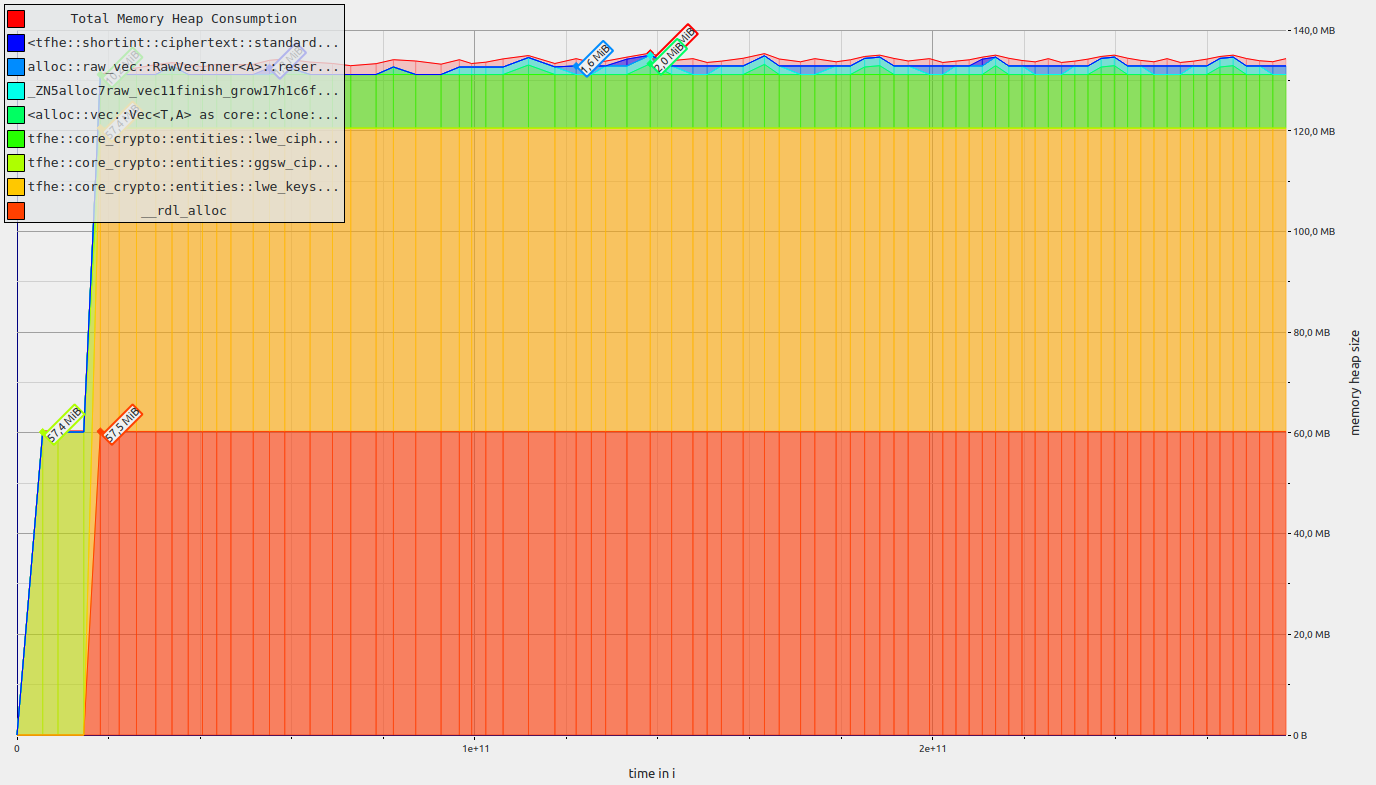 Total Memory Heap Consumption
<tfhe::shortint::ciphertext::standard...
alloc::raw_vec::RawVecInner<A>::reser...
_ZN5alloc7raw_vec11finish_grow17h1c6f...
<alloc::vec::Vec<T,A> as core::clone:...
tfhe::core_crypto::entities::lwe_ciph...
tfhe::core_crypto::entities::ggsw_cip...
tfhe::core_crypto::entities::lwe_keys...
__rdl_alloc
MiB
1,6 MiB
MiB
2,0 MiB
57,4 MiB
57,5 MiB
140,0 MB
120,0 MB
100,0 MB
80,0 MB
60,0 MB
40,0 MB
20,0 MB
0 B
memory heap size
0
1e+11
2e+11
time in i